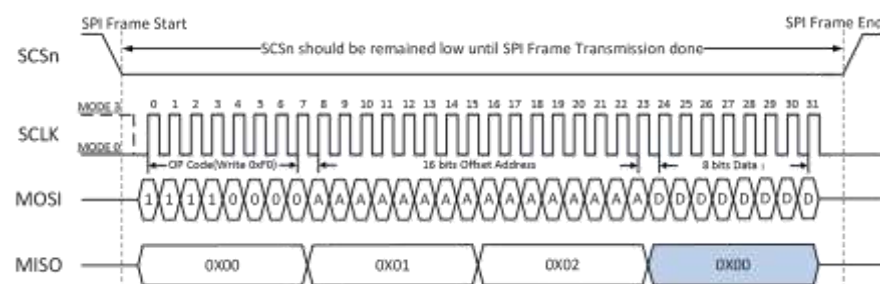 SPI Frame Start SPI Frame End
SCSn SCSn should be remained low until SPI Frame Transmission done
MODE 3 0 1 2 3 4 5 6 7 8 9 10 11 12 13 14 15 16 17 18 19 20 21 22 23 24 25 26 27 28 29 30 31
SCLK
MODE 0
OP Code(Write 0xF0) 16 bits Offset Address 8 bits Data
MOSI 1 1 1 1 0 0 0 0 A A A A A A A A A A A A A A A A D D D D D D D D
MISO 0X00 0X01 0X02 0X00